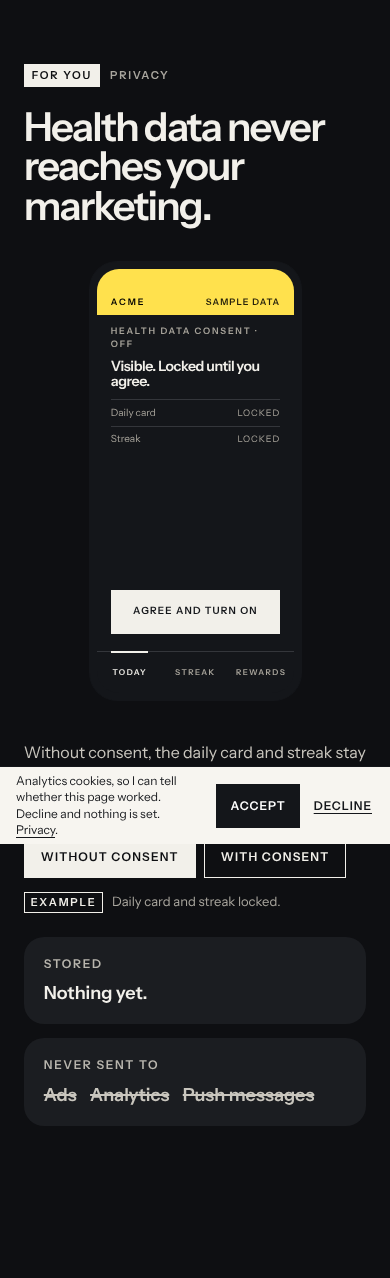 FOR YOU PRIVACY
Health data never
reaches your
marketing.
ACME SAMPLE DATA
HEALTH DATA CONSENT ·
OFF
Visible. Locked until you
agree.
Daily card LOCKED
Streak LOCKED
AGREE AND TURN ON
TODAY STREAK REWARDS
Without consent, the daily card and streak stay
Analytics cookies, so I can tell
whether this page worked.
Decline and nothing is set.
Privacy.
ACCEPT DECLINE
WITHOUT CONSENT WITH CONSENT
EXAMPLE Daily card and streak locked.
STORED
Nothing yet.
NEVER SENT TO
Ads Analytics Push messages